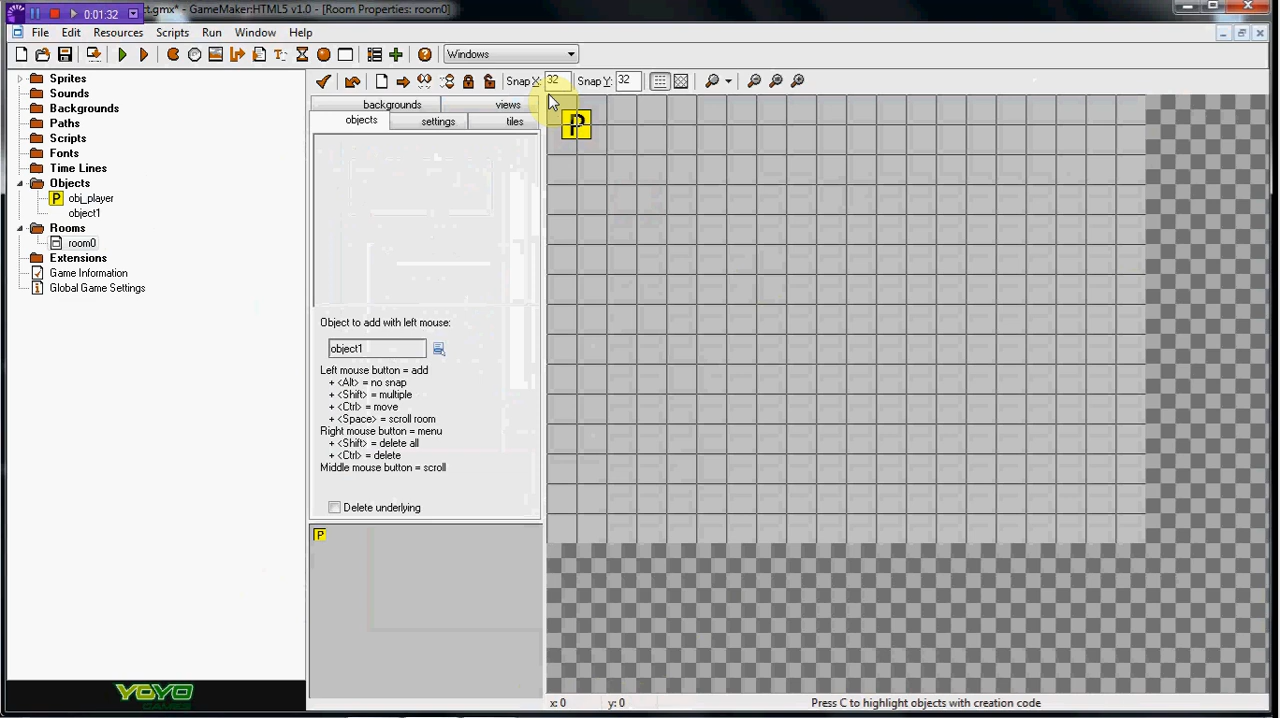 00:01:32
ct.gmx* - GameMaker:HTML5 v1.0 - [Room Properties: room0]
File Edit Resources Scripts Run Window Help
Windows
Snap X: 32 Snap Y: 32
backgrounds views
objects settings tiles
Sprites
Sounds
Backgrounds
Paths
Scripts
Fonts
Time Lines
Objects
P obj_player
object1
Rooms
room0
Extensions
Game Information
Global Game Settings
Object to add with left mouse:
object1
Left mouse button = add
+ <Alt> = no snap
+ <Shift> = multiple
+ <Ctrl> = move
+ <Space> = scroll room
Right mouse button = menu
+ <Shift> = delete all
+ <Ctrl> = delete
Middle mouse button = scroll
Delete underlying
P
P
x: 0 y: 0 Press C to highlight objects with creation code
YOYO
GAMES